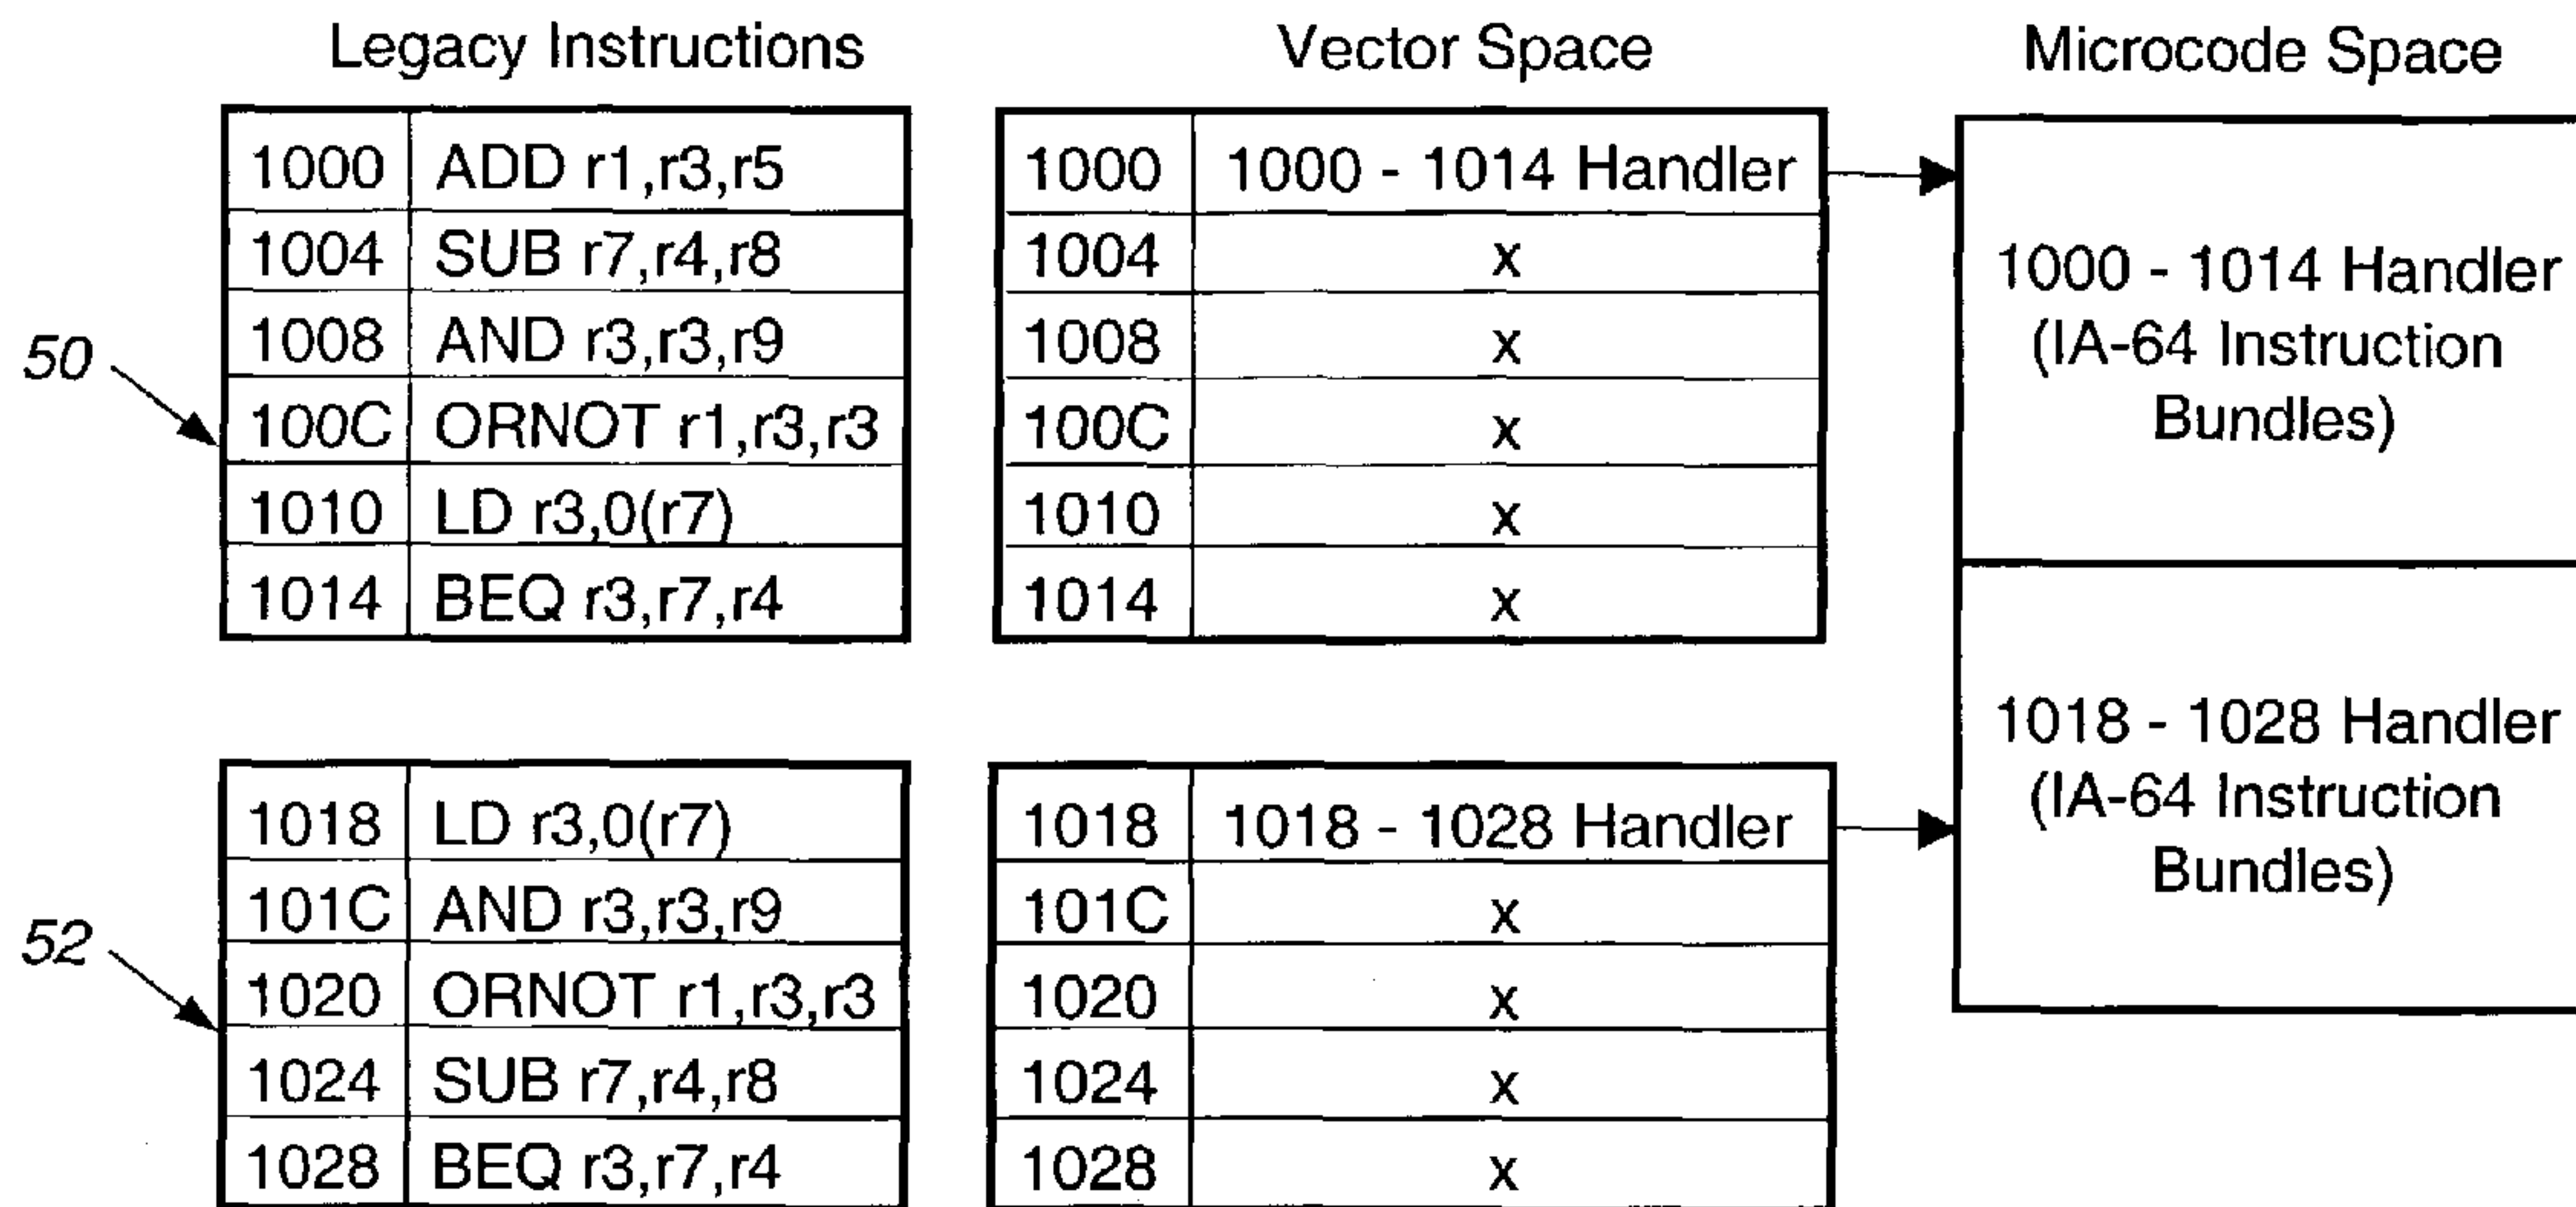 Legacy Instructions Vector Space Microcode Space
1000 ADD r1,r3,r5 1000 1000 - 1014 Handler
1004 SUB r7,r4,r8 1004 x
1008 AND r3,r3,r9 1008 x
100C ORNOT r1,r3,r3 100C x
1010 LD r3,0(r7) 1010 x
1014 BEQ r3,r7,r4 1014 x
50
1000 - 1014 Handler
(IA-64 Instruction
Bundles)
1018 LD r3,0(r7) 1018 1018 - 1028 Handler
101C AND r3,r3,r9 101C x
1020 ORNOT r1,r3,r3 1020 x
1024 SUB r7,r4,r8 1024 x
1028 BEQ r3,r7,r4 1028 x
52
1018 - 1028 Handler
(IA-64 Instruction
Bundles)